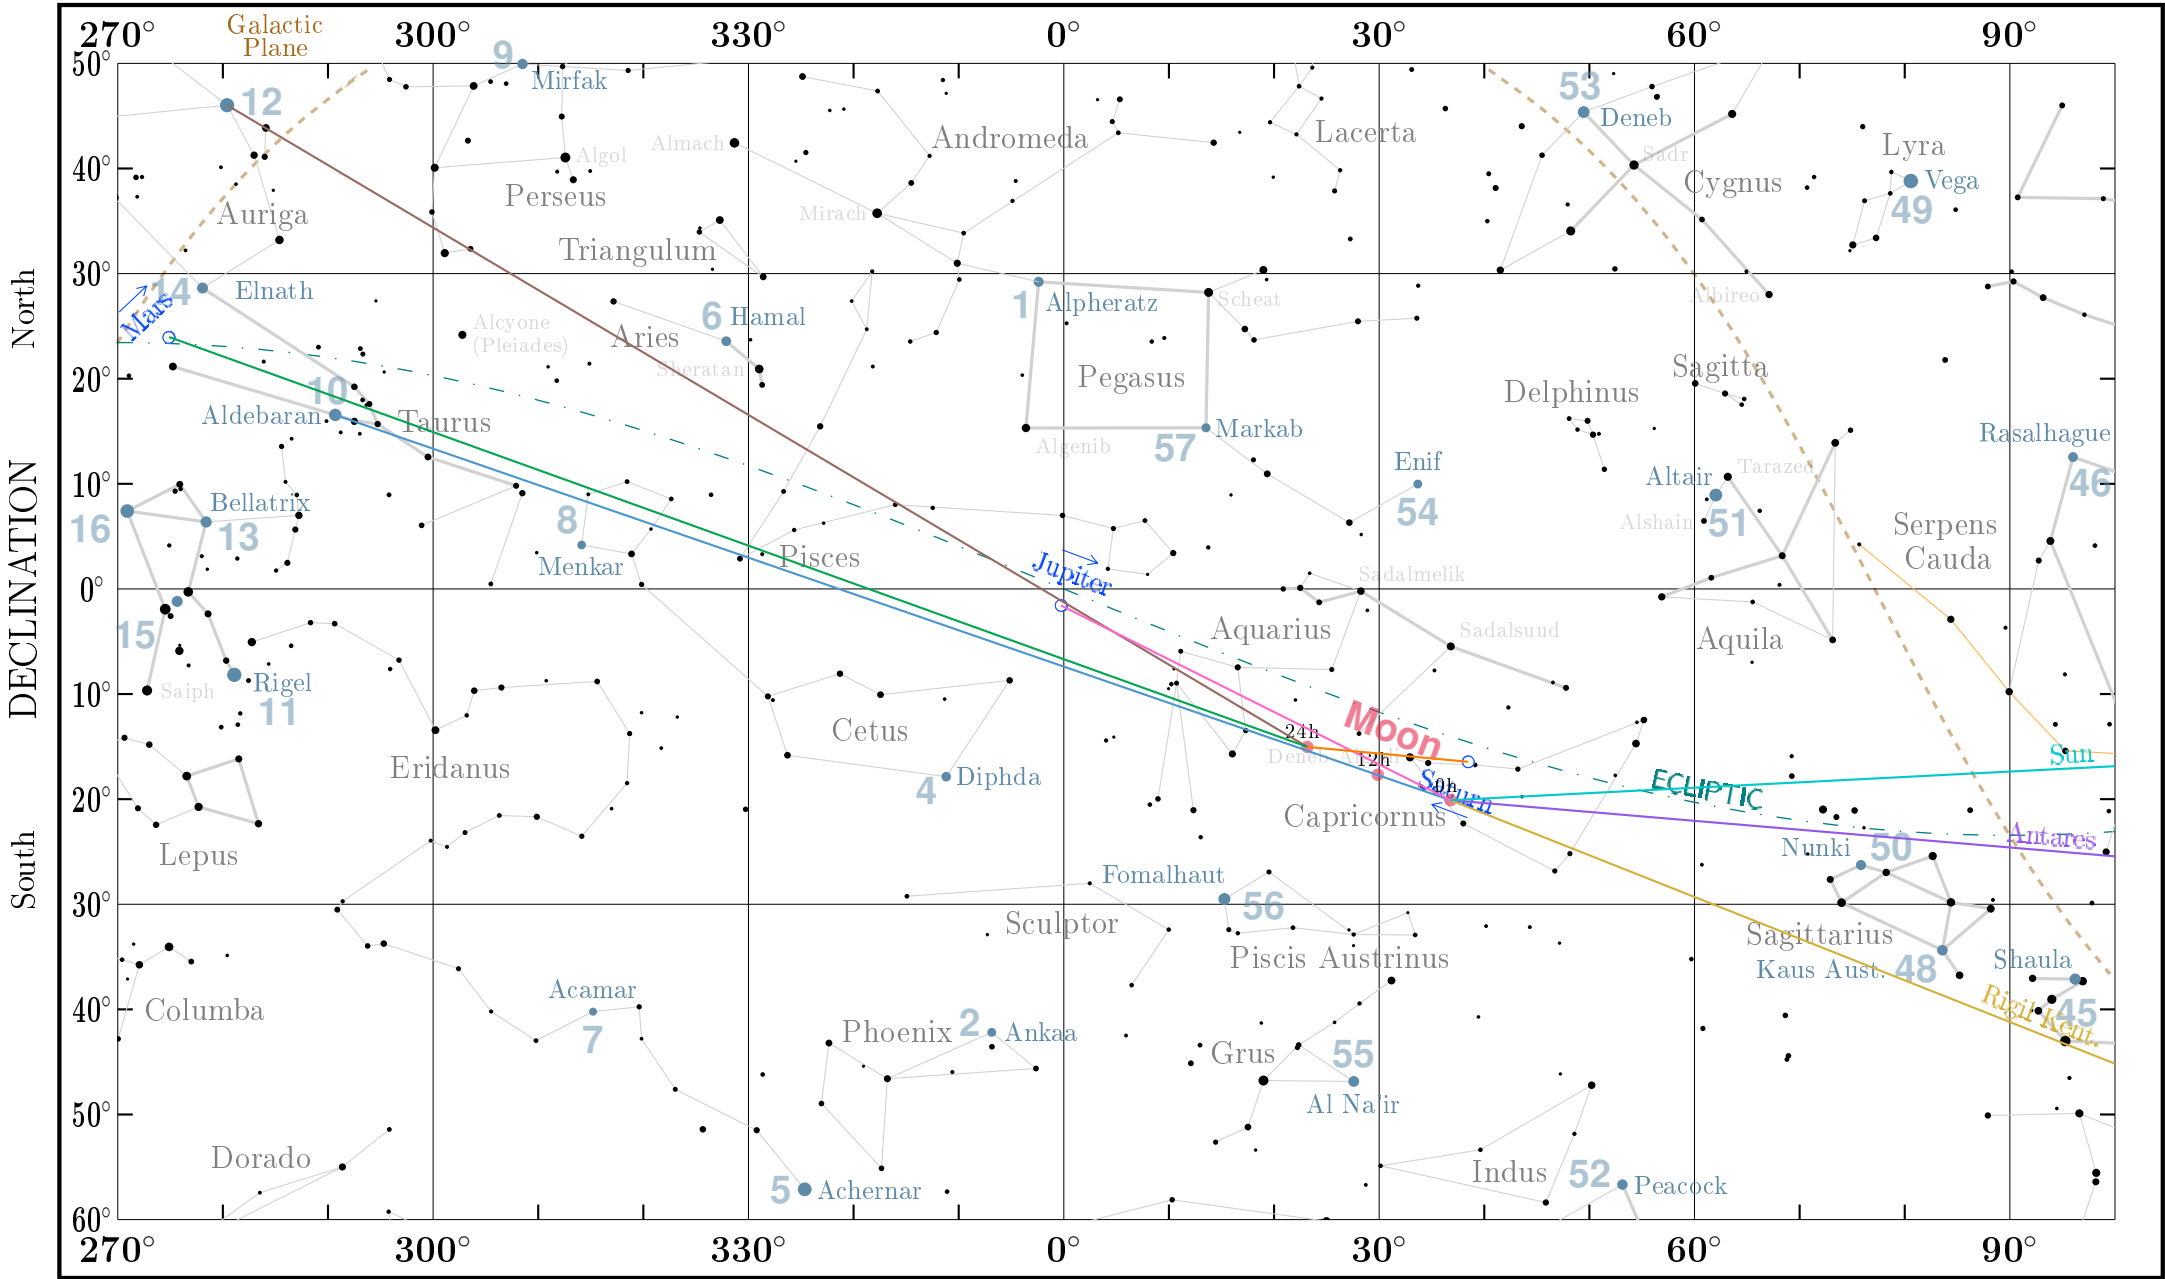 270° 300° 330° 0° 30° 60° 90°
Galactic
Plane
50°
40°
30°
20°
10°
0°
10°
20°
30°
40°
50°
60°
North
DECLINATION
South
9
Mirfak
12
53
Deneb
Algol
Almach
Andromeda
Lacerta
Lyra
Sadr
Auriga
Perseus
Mirach
Cygnus
Vega
49
Triangulum
14
Elnath
Mars
6
Hamal
1
Alpheratz
Scheat
Albireo
Alcyone
(Pleiades)
Aries
Sheratan
Pegasus
Sagitta
10
Aldebaran
Taurus
Delphinus
Algenib
57
Markab
Rasalhague
46
Enif
54
Altair
Tarazed
51
Alshain
Bellatrix
16
13
8
Menkar
Pisces
Jupiter
Serpens
Cauda
Sadalmelik
15
Aquarius
Sadalsuud
Aquila
Saiph
Rigel
11
Cetus
Moon
24h
12h
0h
Saturn
Sun
ECLIPTIC
Eridanus
4
Diphda
Capricornus
Antares
Lepus
Nunki
50
Fomalhaut
56
Sculptor
Piscis Austrinus
Sagittarius
Kaus Aust.
48
Shaula
45
Rigil Kent.
Columba
Acamar
7
Phoenix
2
Ankaa
Grus
55
Al Na'ir
Dorado
5
Achernar
Indus
52
Peacock
270° 300° 330° 0° 30° 60° 90°